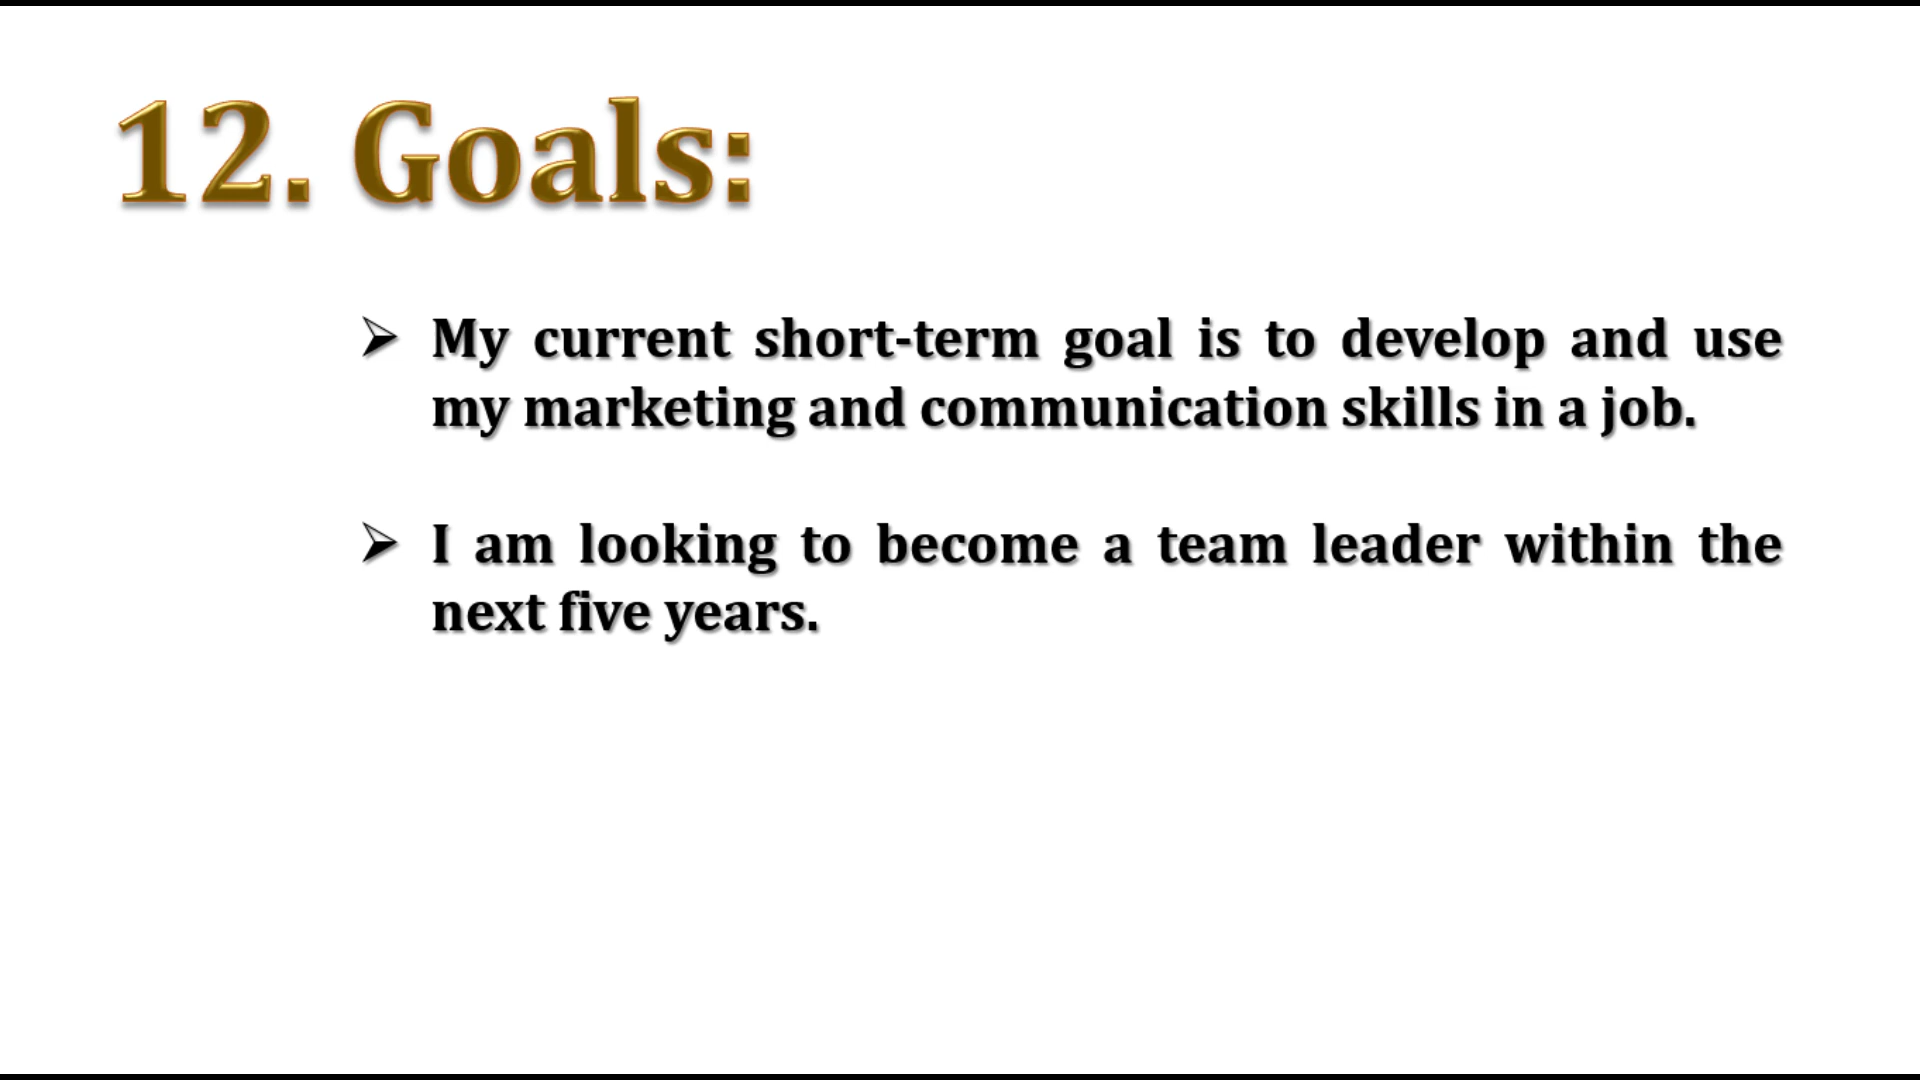 12. Goals:
➢ My current short-term goal is to develop and use
my marketing and communication skills in a job.
➢ I am looking to become a team leader within the
next five years.